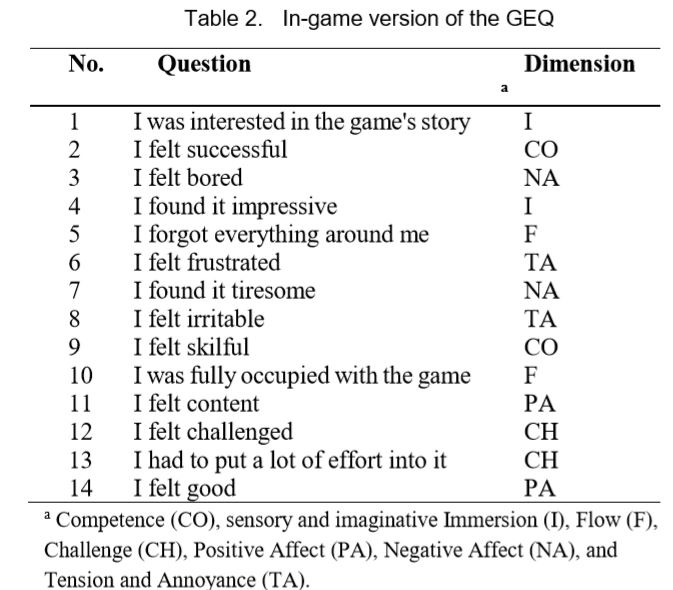 Table 2. In-game version of the GEQ
No. Question Dimension
a
1 I was interested in the game's story I
2 I felt successful CO
3 I felt bored NA
4 I found it impressive I
5 I forgot everything around me F
6 I felt frustrated TA
7 I found it tiresome NA
8 I felt irritable TA
9 I felt skilful CO
10 I was fully occupied with the game F
11 I felt content PA
12 I felt challenged CH
13 I had to put a lot of effort into it CH
14 I felt good PA
a Competence (CO), sensory and imaginative Immersion (I), Flow (F),
Challenge (CH), Positive Affect (PA), Negative Affect (NA), and
Tension and Annoyance (TA).